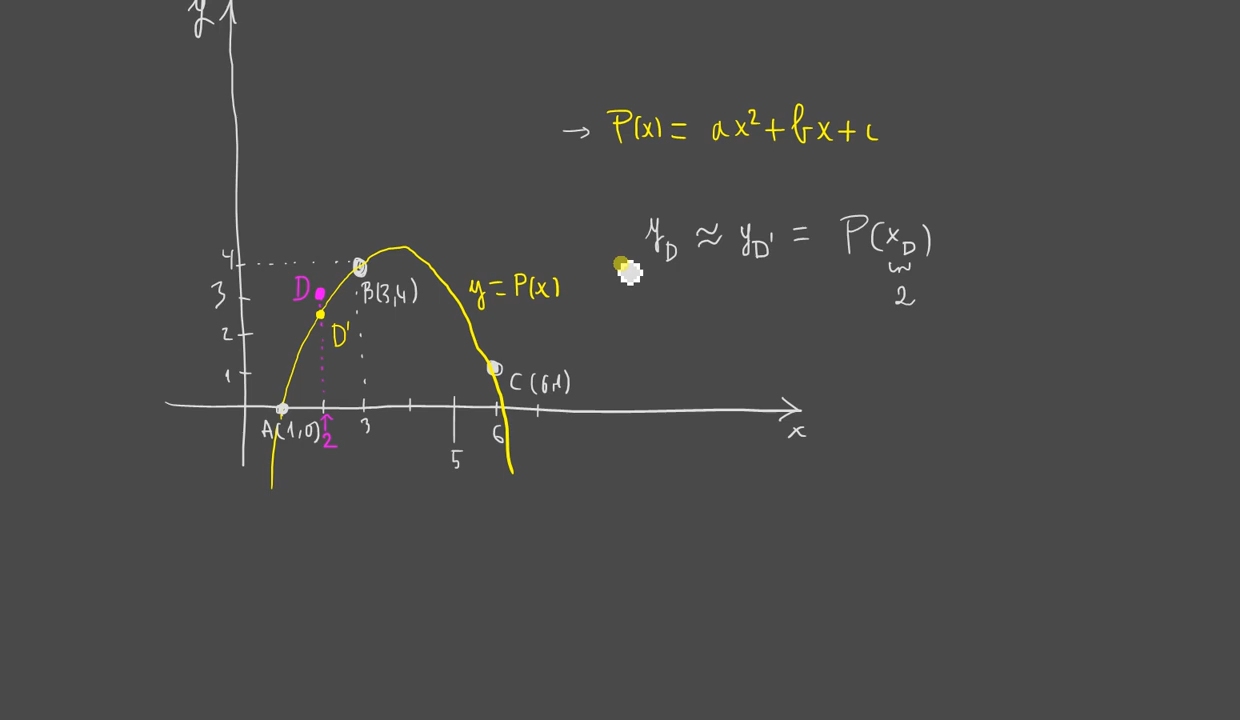 y
→ P(x) = ax²+bx+c
y_D ≈ y_D' = P(x_D)
2
4
3
2
1
D
D'
B(3,4)
y=P(x)
C(6,1)
A(1,0)
2
3
5
6
x